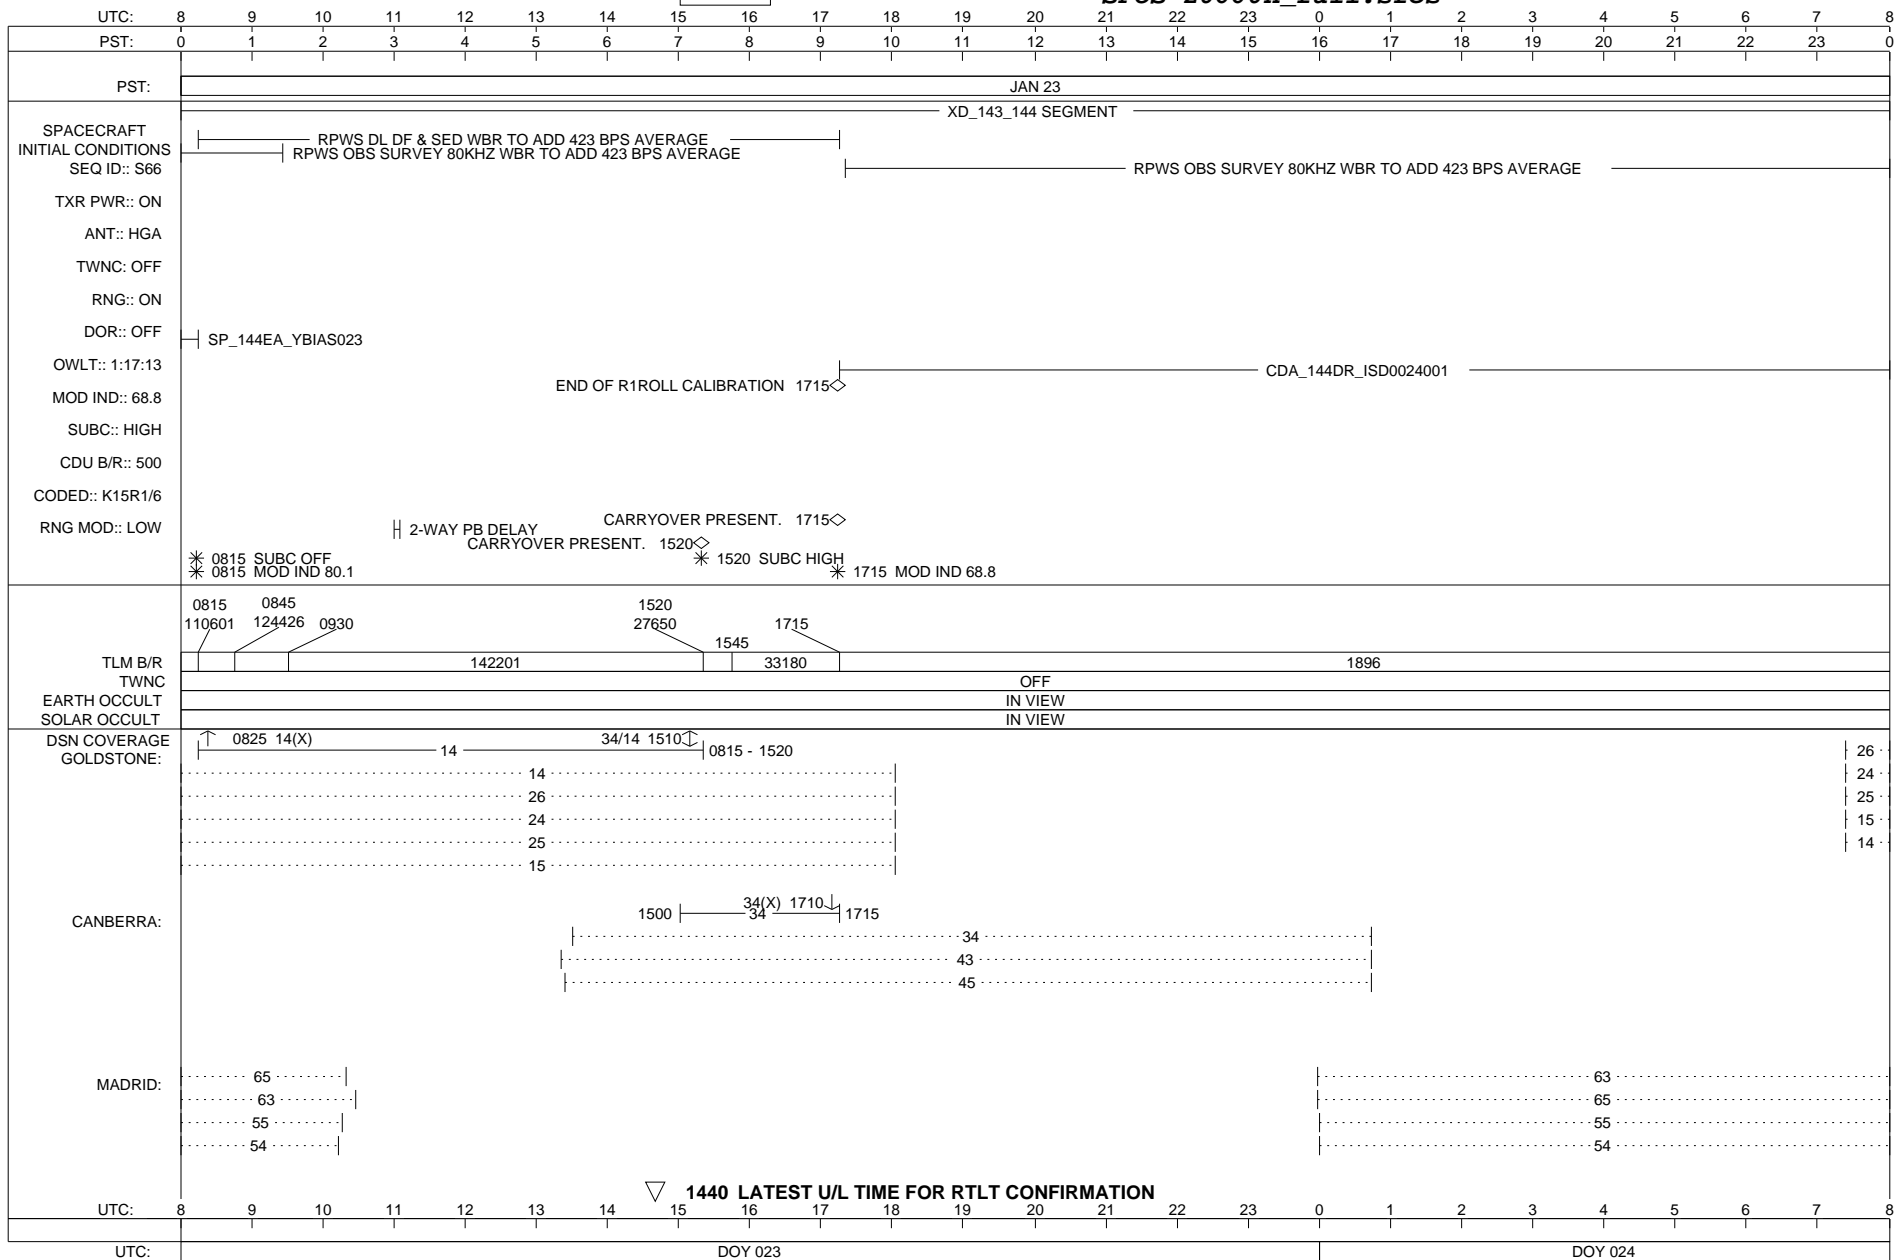 UTC: 8 9 10 11 12 13 14 15 16 17 18 19 20 21 22 23 0 1 2 3 4 5 6 7 8
PST: 0 1 2 3 4 5 6 7 8 9 10 11 12 13 14 15 16 17 18 19 20 21 22 23 0
PST: JAN 23
XD_143_144 SEGMENT
SPACECRAFT
INITIAL CONDITIONS
RPWS DL DF & SED WBR TO ADD 423 BPS AVERAGE
RPWS OBS SURVEY 80KHZ WBR TO ADD 423 BPS AVERAGE
SEQ ID:: S66
RPWS OBS SURVEY 80KHZ WBR TO ADD 423 BPS AVERAGE
TXR PWR:: ON
ANT:: HGA
TWNC: OFF
RNG:: ON
DOR:: OFF
SP_144EA_YBIAS023
OWLT:: 1:17:13
CDA_144DR_ISD0024001
END OF R1ROLL CALIBRATION 1715
MOD IND:: 68.8
SUBC:: HIGH
CDU B/R:: 500
CODED:: K15R1/6
RNG MOD:: LOW
2-WAY PB DELAY
CARRYOVER PRESENT. 1715
CARRYOVER PRESENT. 1520
0815 SUBC OFF
1520 SUBC HIGH
0815 MOD IND 80.1
1715 MOD IND 68.8
0815 0845 1520
110601 124426 0930 27650 1715
1545
TLM B/R 142201 33180 1896
TWNC OFF
EARTH OCCULT IN VIEW
SOLAR OCCULT IN VIEW
DSN COVERAGE
GOLDSTONE:
0825 14(X) 34/14 1510
14 0815 - 1520 26
14 24
26 25
24 15
25 14
15
CANBERRA:
34(X) 1710
1500 34 1715
34
43
45
MADRID:
65 63
63 65
55 55
54 54
1440 LATEST U/L TIME FOR RTLT CONFIRMATION
UTC: 8 9 10 11 12 13 14 15 16 17 18 19 20 21 22 23 0 1 2 3 4 5 6 7 8
UTC: DOY 023 DOY 024